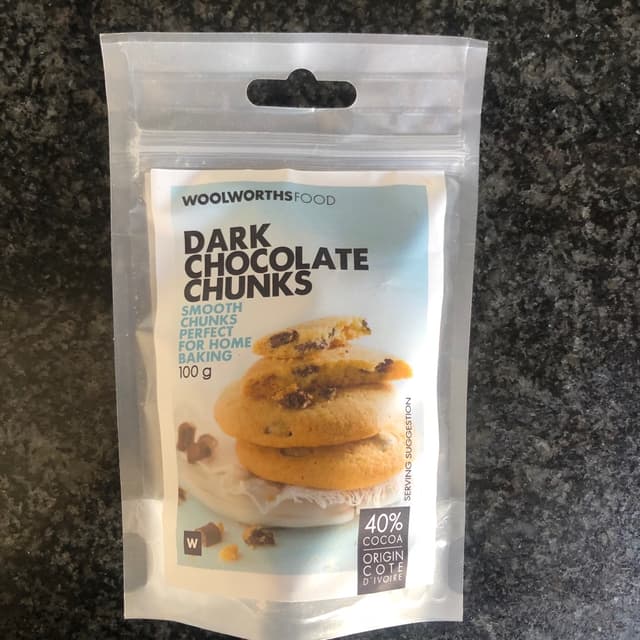 WOOLWORTHSFOOD
DARK
CHOCOLATE
CHUNKS
SMOOTH
CHUNKS
PERFECT
FOR HOME
BAKING
100 g
SERVING SUGGESTION
W
40%
COCOA
ORIGIN
COTE
D'IVOIRE